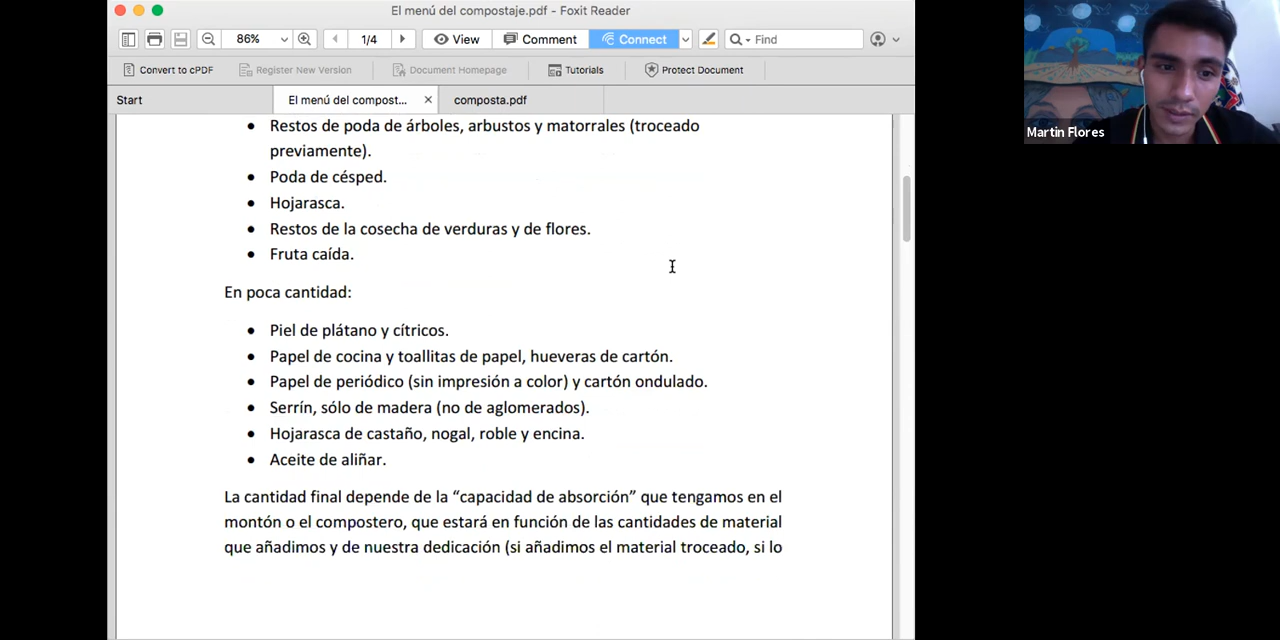 El menú del compostaje.pdf - Foxit Reader
86%
1/4
View
Comment
Connect
Find
Convert to cPDF
Register New Version
Document Homepage
Tutorials
Protect Document
Start
El menú del compost...
composta.pdf
Martin Flores
• Restos de poda de árboles, arbustos y matorrales (troceado
previamente).
• Poda de césped.
• Hojarasca.
• Restos de la cosecha de verduras y de flores.
• Fruta caída.
En poca cantidad:
• Piel de plátano y cítricos.
• Papel de cocina y toallitas de papel, hueveras de cartón.
• Papel de periódico (sin impresión a color) y cartón ondulado.
• Serrín, sólo de madera (no de aglomerados).
• Hojarasca de castaño, nogal, roble y encina.
• Aceite de aliñar.
La cantidad final depende de la “capacidad de absorción” que tengamos en el
montón o el compostero, que estará en función de las cantidades de material
que añadimos y de nuestra dedicación (si añadimos el material troceado, si lo